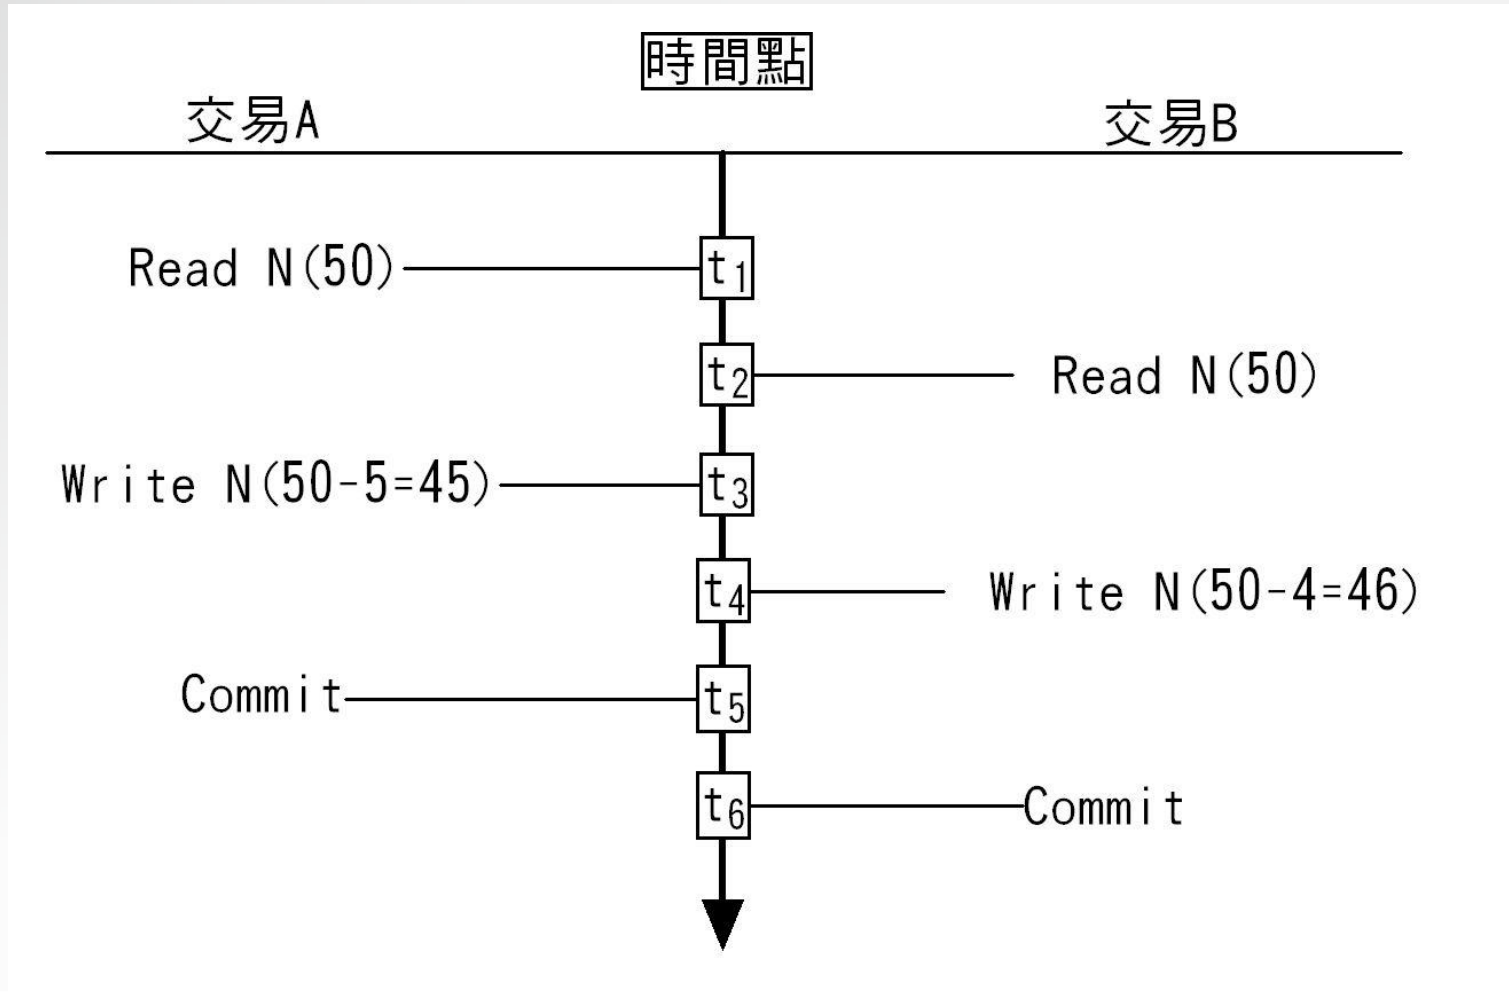 時間點
交易A
交易B
Read N(50)
t1
t2
Read N(50)
Write N(50-5=45)
t3
t4
Write N(50-4=46)
Commit
t5
t6
Commit